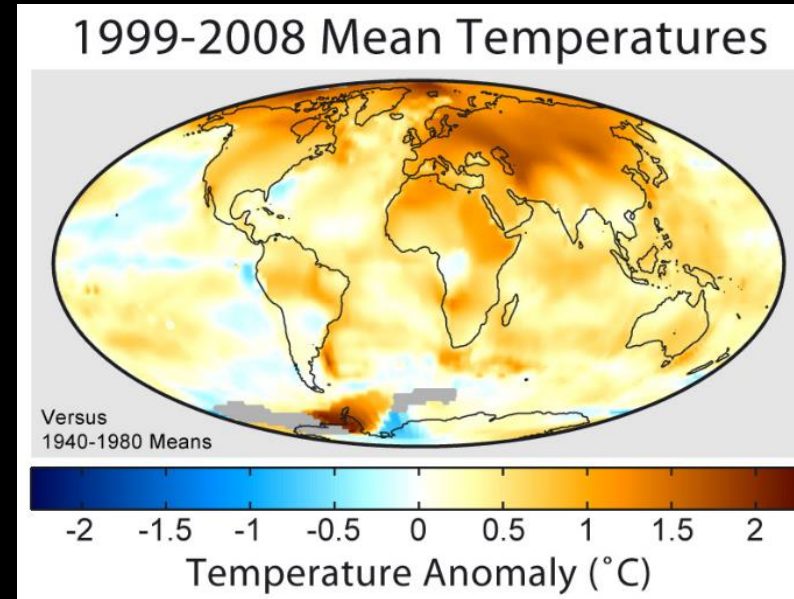 1999-2008 Mean Temperatures
Versus
1940-1980 Means
-2 -1.5 -1 -0.5 0 0.5 1 1.5 2
Temperature Anomaly (˚C)